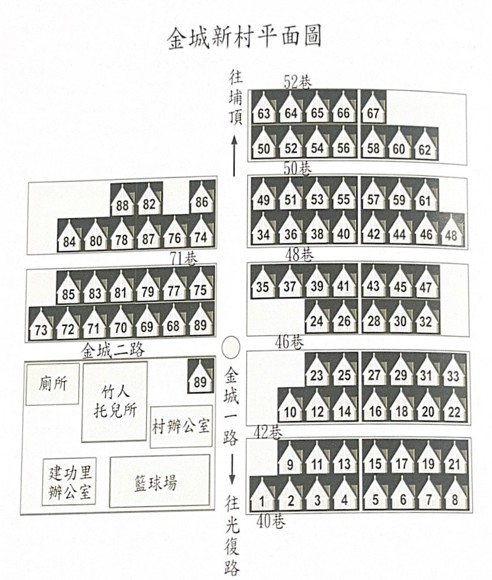 金城新村平面圖
往埔頂
52巷
63 64 65 66 67
50 52 54 56 58 60 62
50巷
49 51 53 55 57 59 61
34 36 38 40 42 44 46 48
48巷
35 37 39 41 43 45 47
24 26 28 30 32
46巷
23 25 27 29 31 33
10 12 14 16 18 20 22
42巷
9 11 13 15 17 19 21
1 2 3 4 5 6 7 8
40巷
88 82 86
84 80 78 87 76 74
71巷
85 83 81 79 77 75
73 72 71 70 69 68 89
金城二路
89
廁所
竹人
托兒所
村辦公室
建功里
辦公室
籃球場
金城一路
往光復路